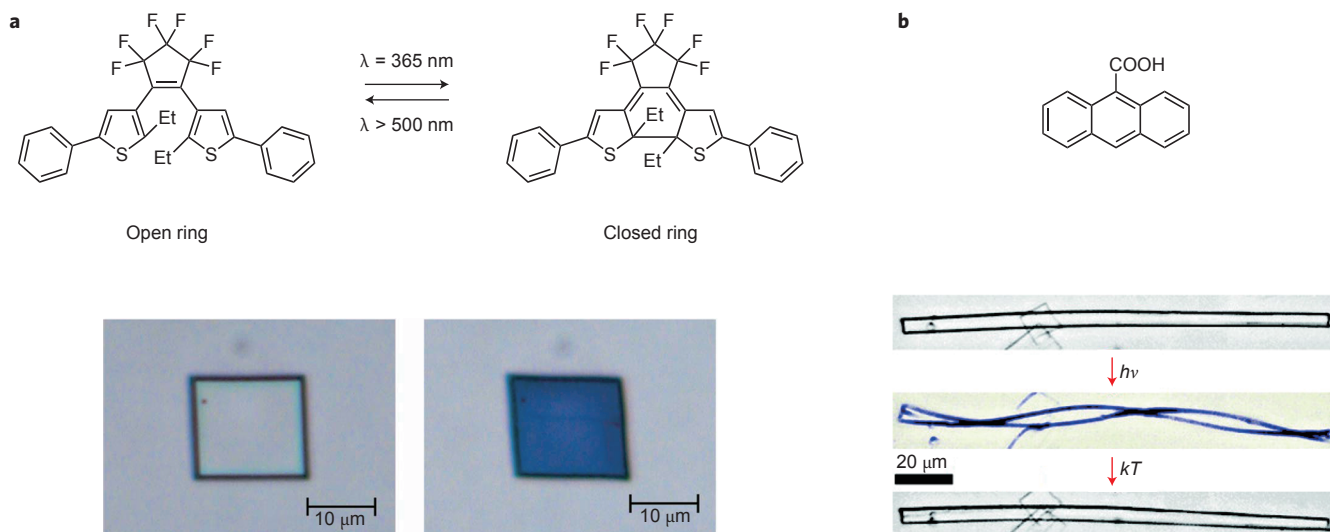 a
F F F F F F
Et
Et
S S
Open ring
λ = 365 nm
λ > 500 nm
F F F F F F
Et
Et
S S
Closed ring
10 μm
10 μm
b
COOH
hν
20 μm
kT